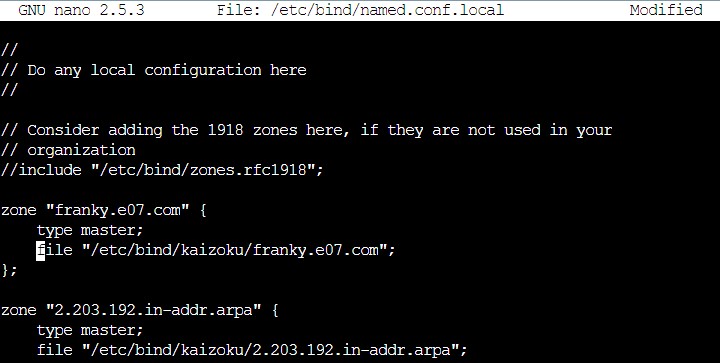 GNU nano 2.5.3 File: /etc/bind/named.conf.local Modified
//
// Do any local configuration here
//
// Consider adding the 1918 zones here, if they are not used in your
// organization
//include "/etc/bind/zones.rfc1918";
zone "franky.e07.com" {
type master;
file "/etc/bind/kaizoku/franky.e07.com";
};
zone "2.203.192.in-addr.arpa" {
type master;
file "/etc/bind/kaizoku/2.203.192.in-addr.arpa";